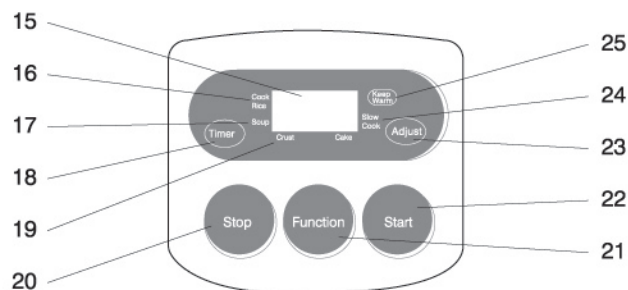 15
16
17
18
19
20
25
24
23
22
21
Cook
Rice
Soup
Timer
Crust
Cake
Keep
Warm
Slow
Cook
Adjust
Stop
Function
Start